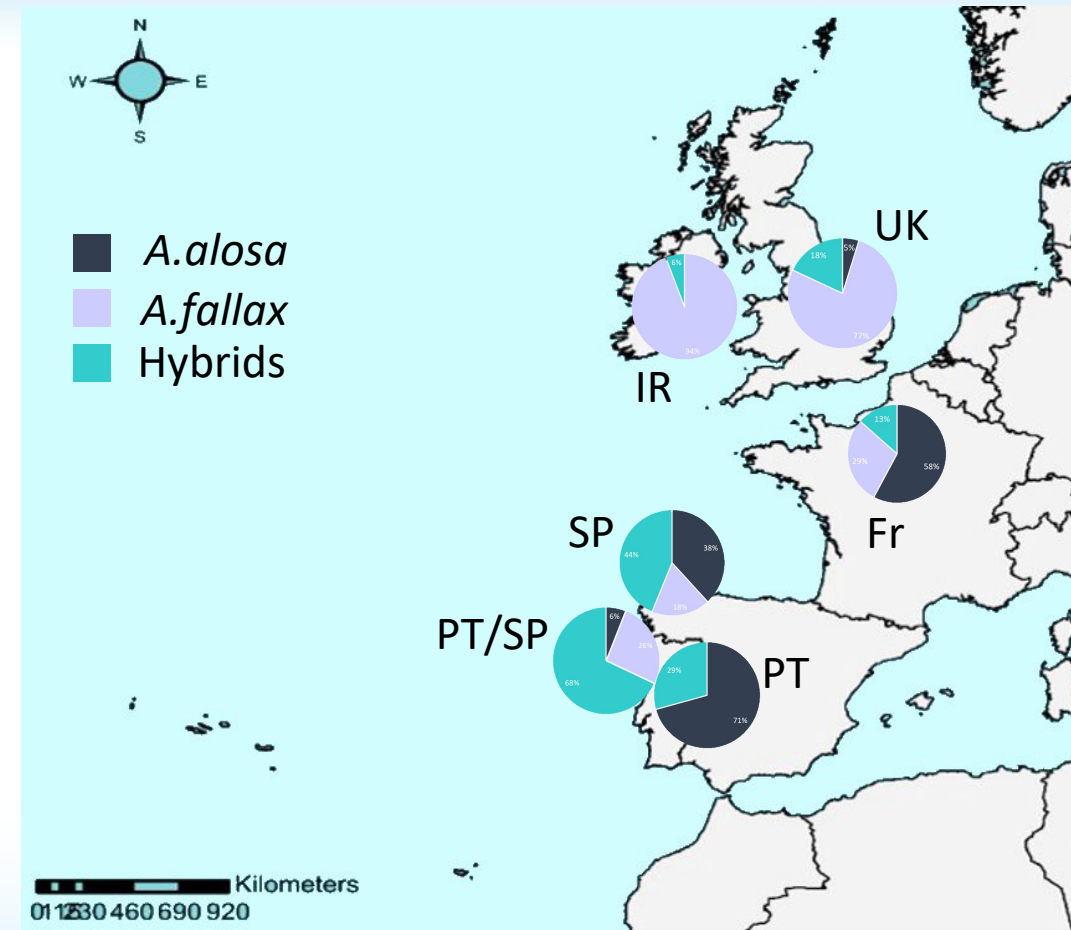 N
W
E
S
A.alosa
A.fallax
Hybrids
UK
5%
18%
77%
6%
94%
IR
13%
29%
58%
Fr
SP
44%
38%
18%
PT/SP
6%
26%
68%
PT
29%
71%
Kilometers
460 690 920